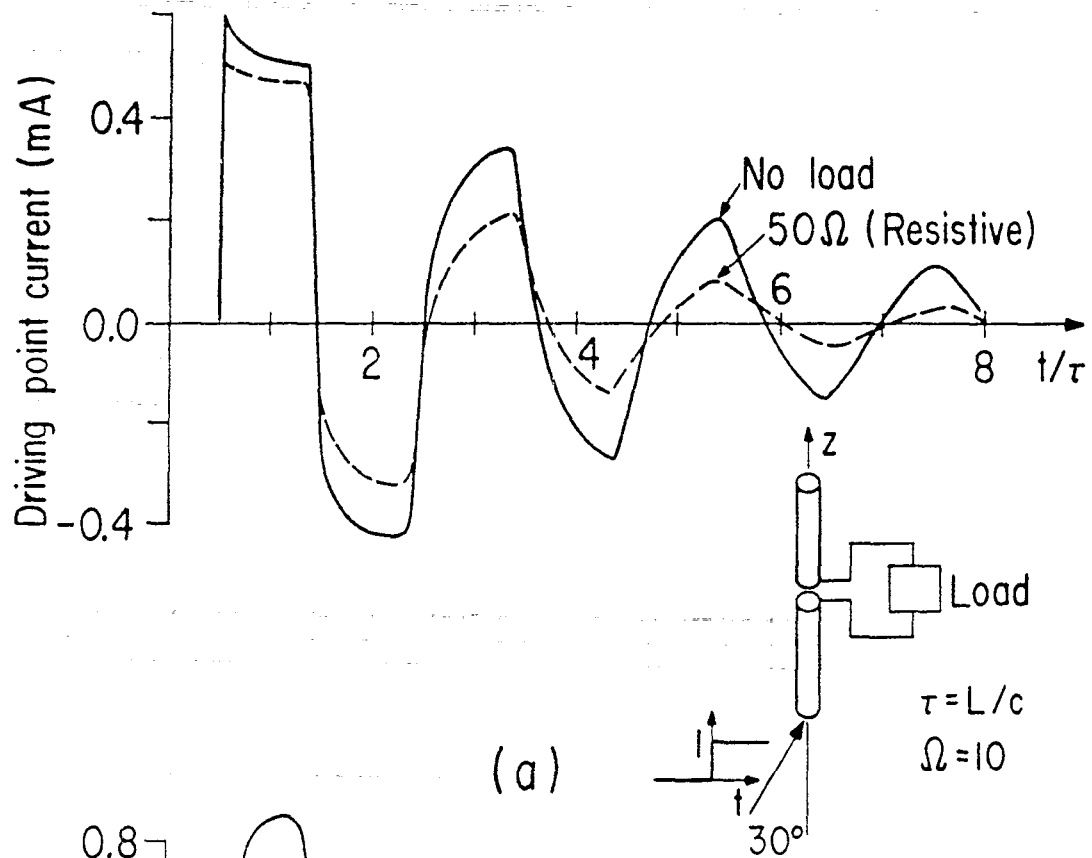 Driving point current (mA)
0.4
0.0
-0.4
2
4
6
8
t/τ
No load
50Ω (Resistive)
z
Load
τ = L/c
Ω = 10
1
t
30°
(a)
0.8